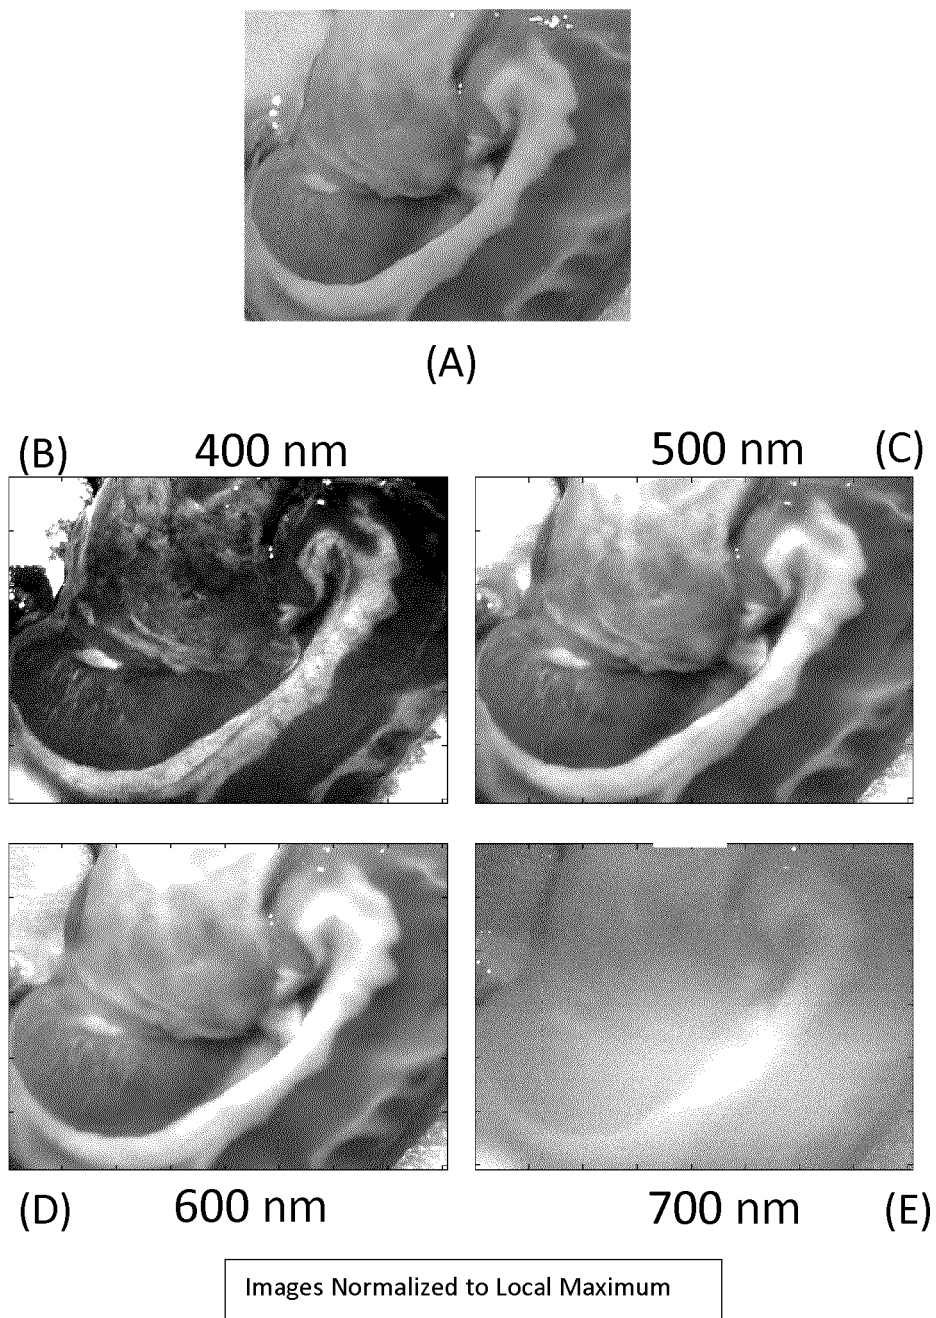 (A)
(B) 400 nm
500 nm (C)
(D) 600 nm
700 nm (E)
Images Normalized to Local Maximum